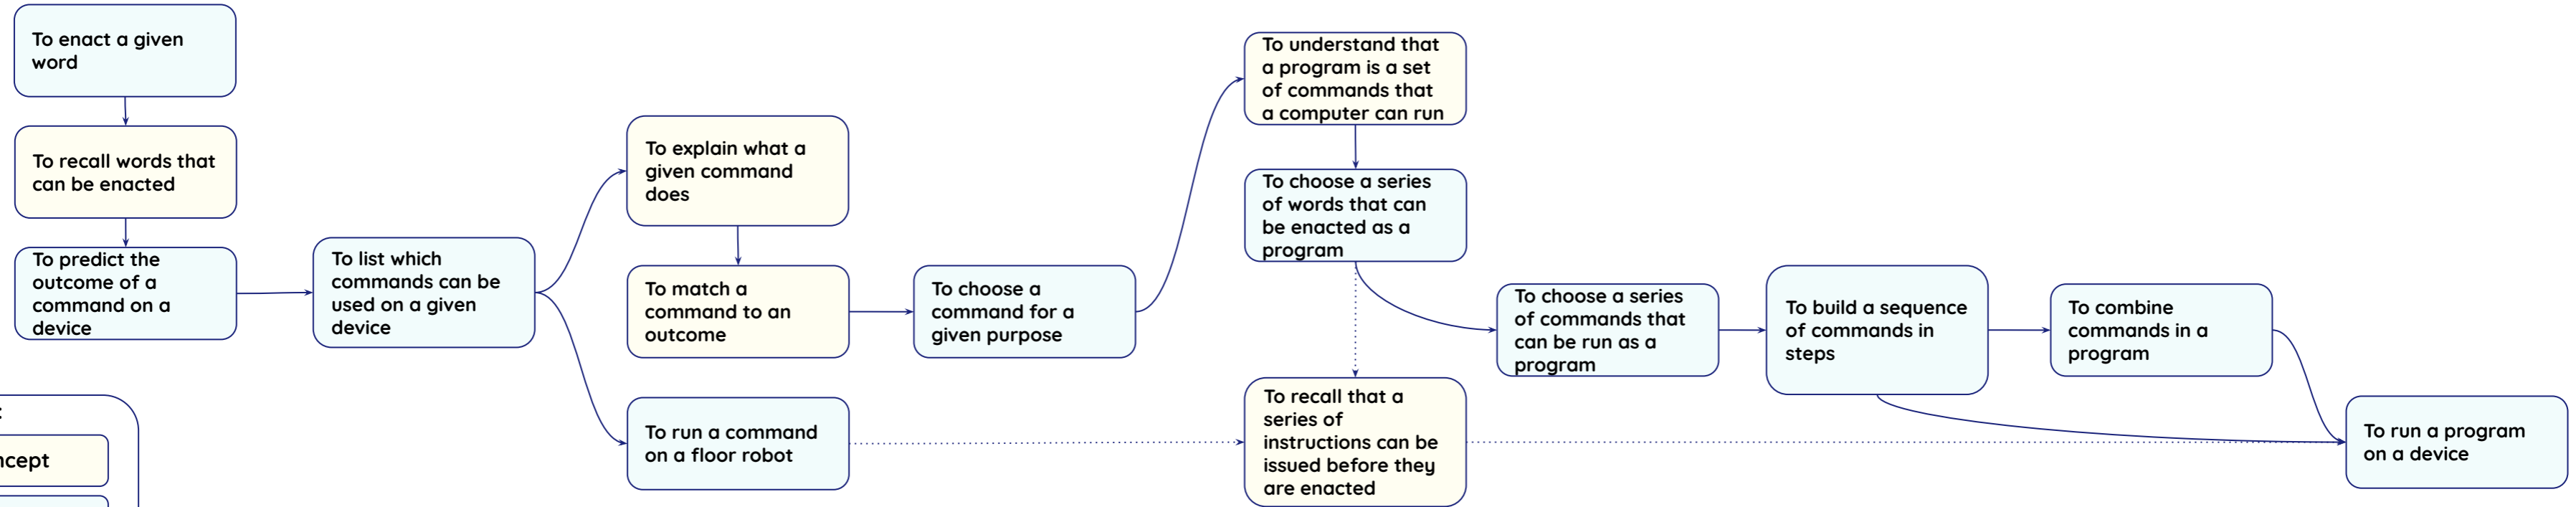 To enact a given
word
To recall words that
can be enacted
To predict the
outcome of a
command on a
device
To list which
commands can be
used on a given
device
To explain what a
given command
does
To match a
command to an
outcome
To run a command
on a floor robot
To choose a
command for a
given purpose
To understand that
a program is a set
of commands that
a computer can run
To choose a series
of words that can
be enacted as a
program
To recall that a
series of
instructions can be
issued before they
are enacted
To choose a series
of commands that
can be run as a
program
To build a sequence
of commands in
steps
To combine
commands in a
program
To run a program
on a device